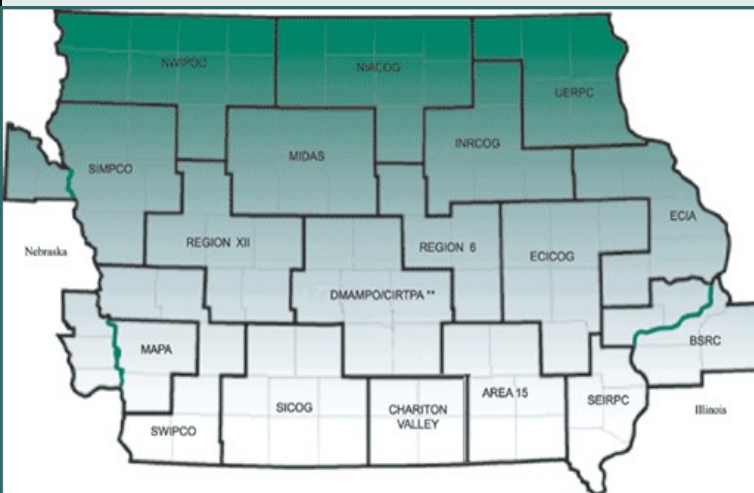 NWIPDC
NIACOG
UERPC
INRCOG
MIDAS
SIMPCO
ECIA
REGION XII
REGION 6
Nebraska
ECICOG
DMAMPO/CIRTPA **
BSRC
MAPA
AREA 15
SEIRPC
SICOG
CHARITON
VALLEY
Illinois
SWIPCO